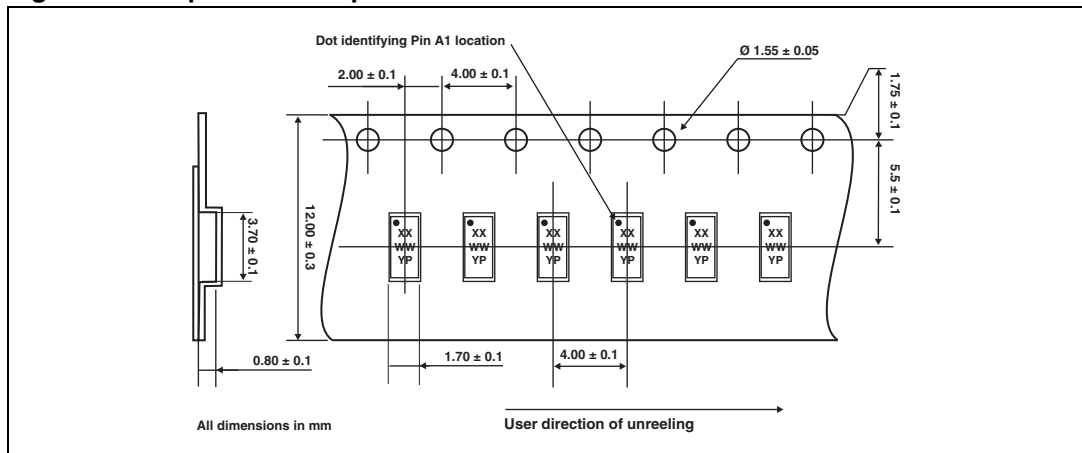 Dot identifying Pin A1 location
Ø 1.55 ± 0.05
2.00 ± 0.1
4.00 ± 0.1
1.75 ± 0.1
5.5 ± 0.1
12.00 ± 0.3
3.70 ± 0.1
XX
WW
YP
XX
WW
YP
XX
WW
YP
XX
WW
YP
XX
WW
YP
XX
WW
YP
0.80 ± 0.1
1.70 ± 0.1
4.00 ± 0.1
All dimensions in mm
User direction of unreeling